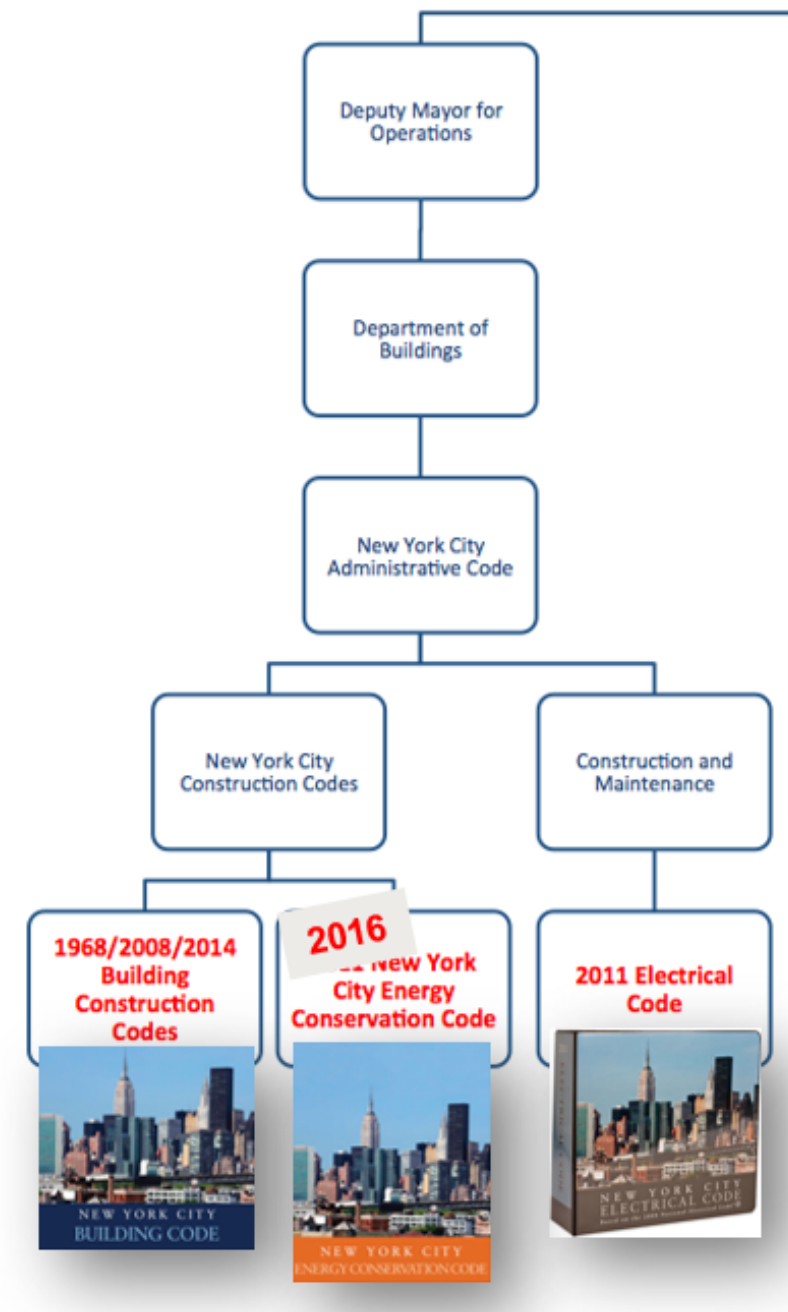 Deputy Mayor for
Operations
Department of
Buildings
New York City
Administrative Code
New York City
Construction Codes
Construction and
Maintenance
1968/2008/2014
Building
Construction
Codes
2016
New York
City Energy
Conservation Code
2011 Electrical
Code
NEW YORK CITY
BUILDING CODE
NEW YORK CITY
ENERGY CONSERVATION CODE
NEW YORK CITY
ELECTRICAL CODE